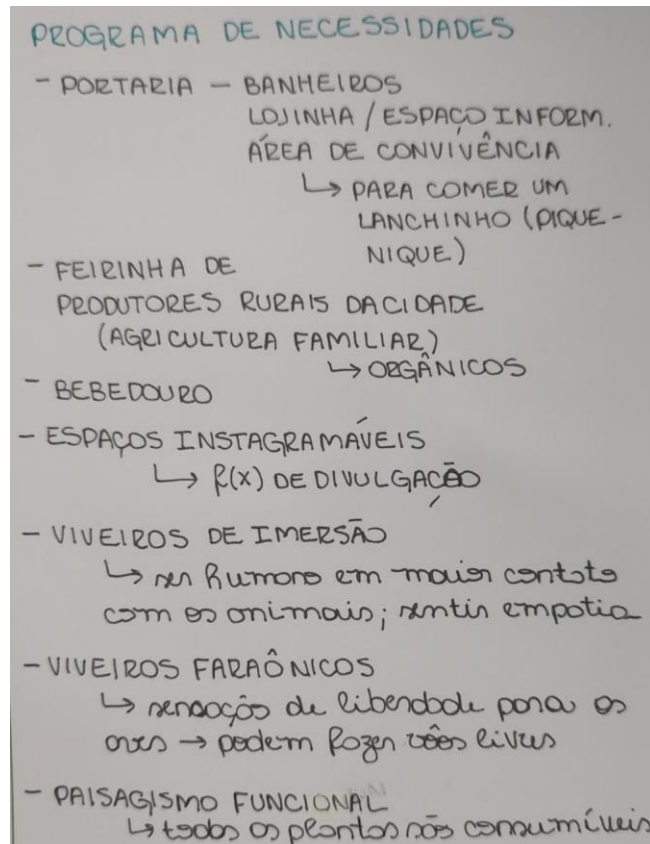 PROGRAMA DE NECESSIDADES
- PORTARIA – BANHEIROS
LOJINHA / ESPAÇO INFORM.
ÁREA DE CONVIVÊNCIA
↳ PARA COMER UM
LANCHINHO (PIQUE-
NIQUE)
- FEIRINHA DE
PRODUTORES RURAIS DA CIDADE
(AGRICULTURA FAMILIAR)
↳ ORGÂNICOS
- BEBEDOURO
- ESPAÇOS INSTAGRAMÁVEIS
↳ f(x) DE DIVULGAÇÃO
- VIVEIROS DE IMERSÃO
↳ ser humano em maior contato
com os animais; sentir empatia
- VIVEIROS FARAÔNICOS
↳ sensação de liberdade para as
aves → podem fazer vôos livres
- PAISAGISMO FUNCIONAL
↳ todas as plantas são consumíveis